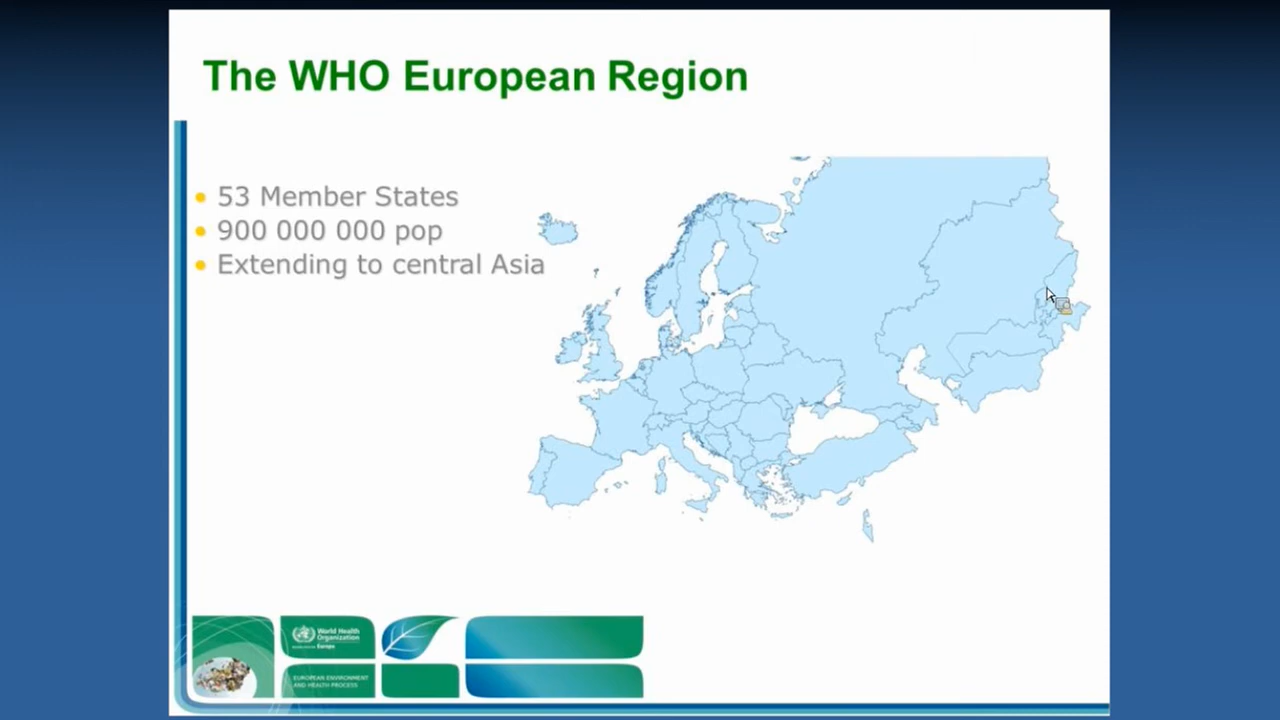 The WHO European Region
53 Member States
900 000 000 pop
Extending to central Asia
World Health
Organization
Europe
EUROPEAN ENVIRONMENT
AND HEALTH PROCESS